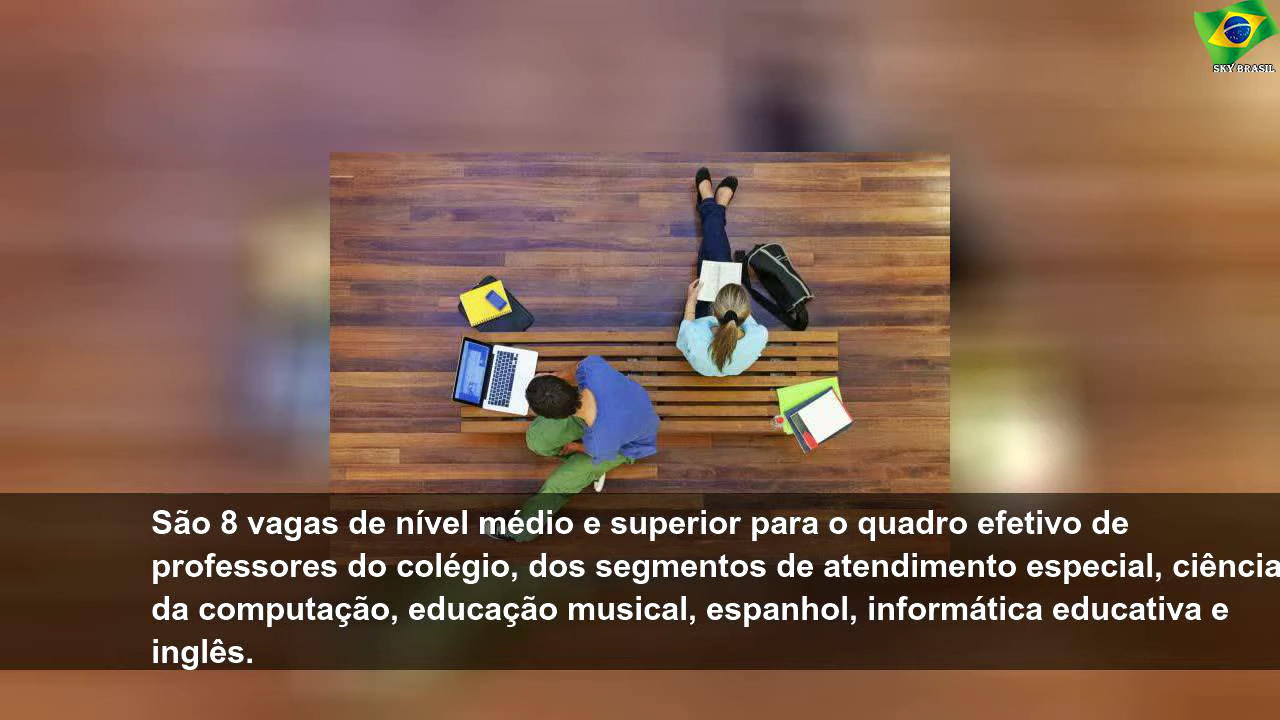 SKY BRASIL
São 8 vagas de nível médio e superior para o quadro efetivo de
professores do colégio, dos segmentos de atendimento especial, ciência
da computação, educação musical, espanhol, informática educativa e
inglês.